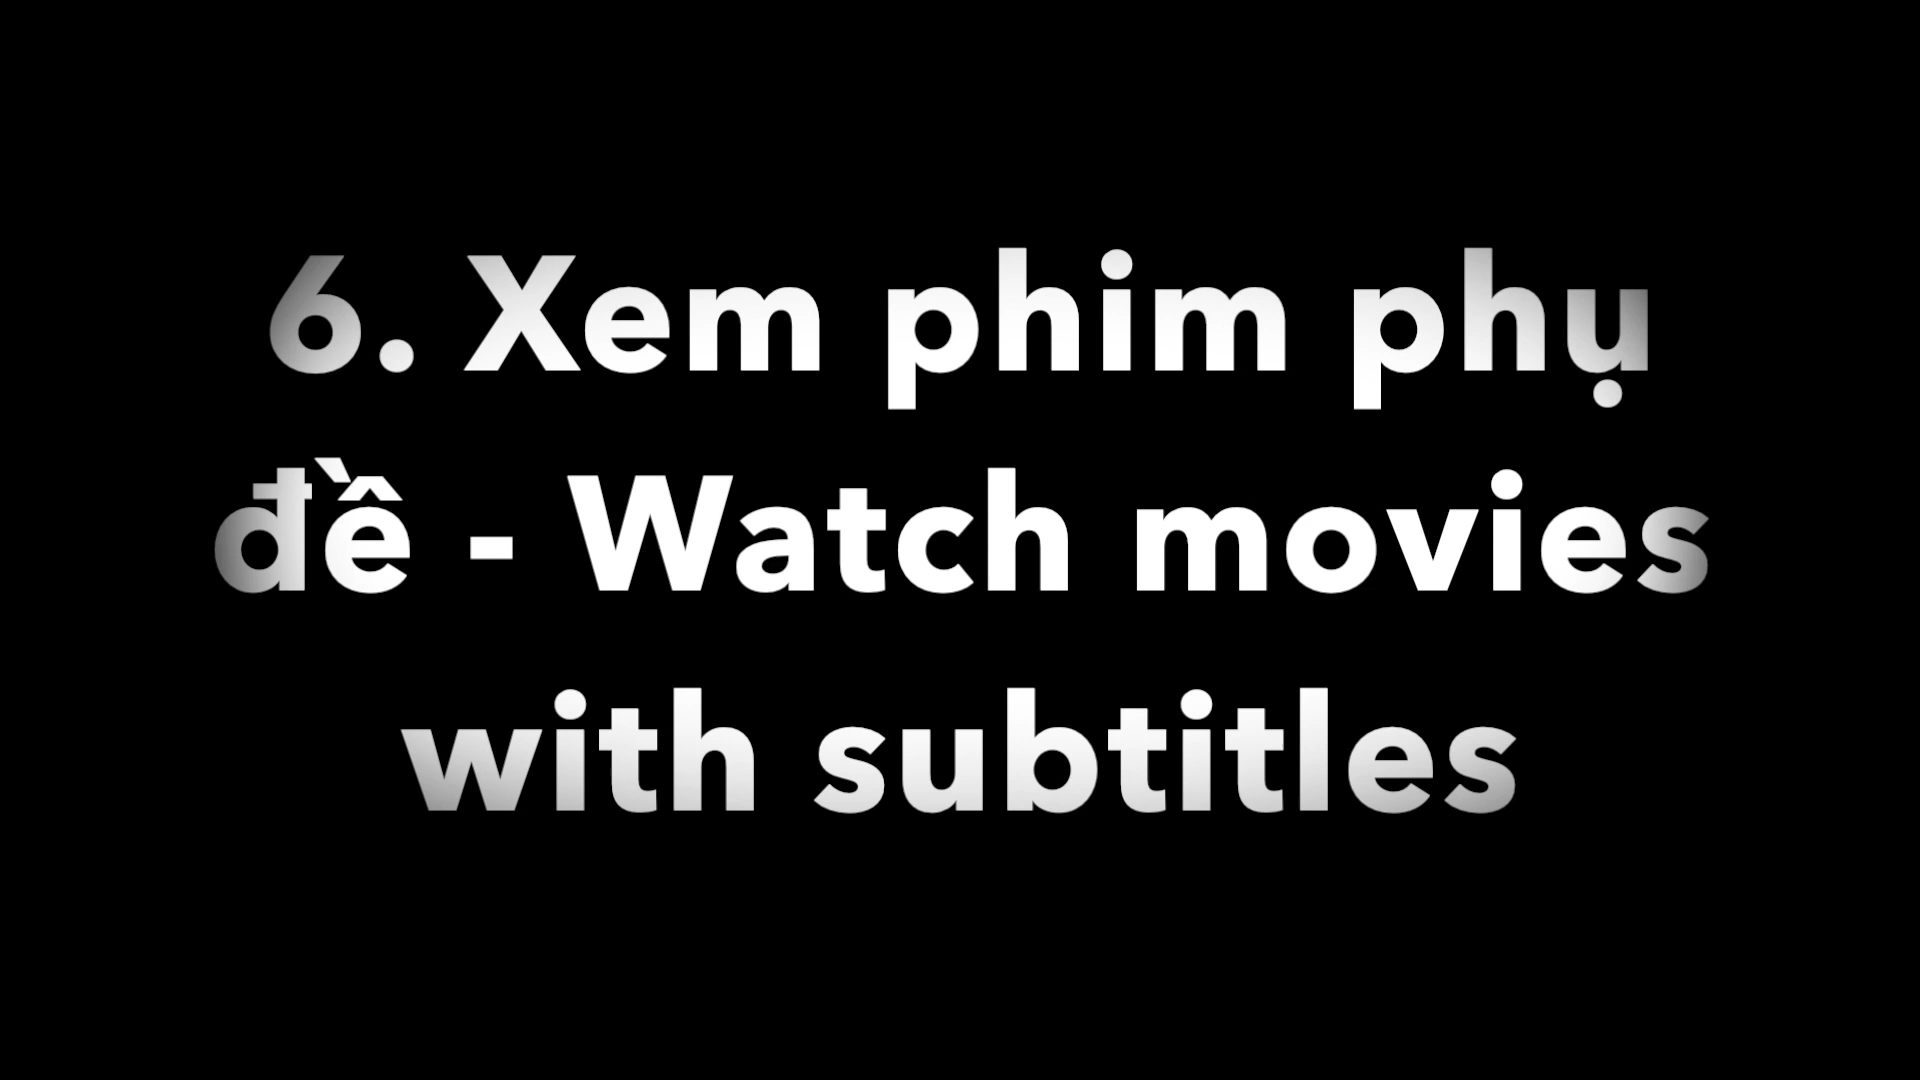 6. Xem phim phụ
đề - Watch movies
with subtitles